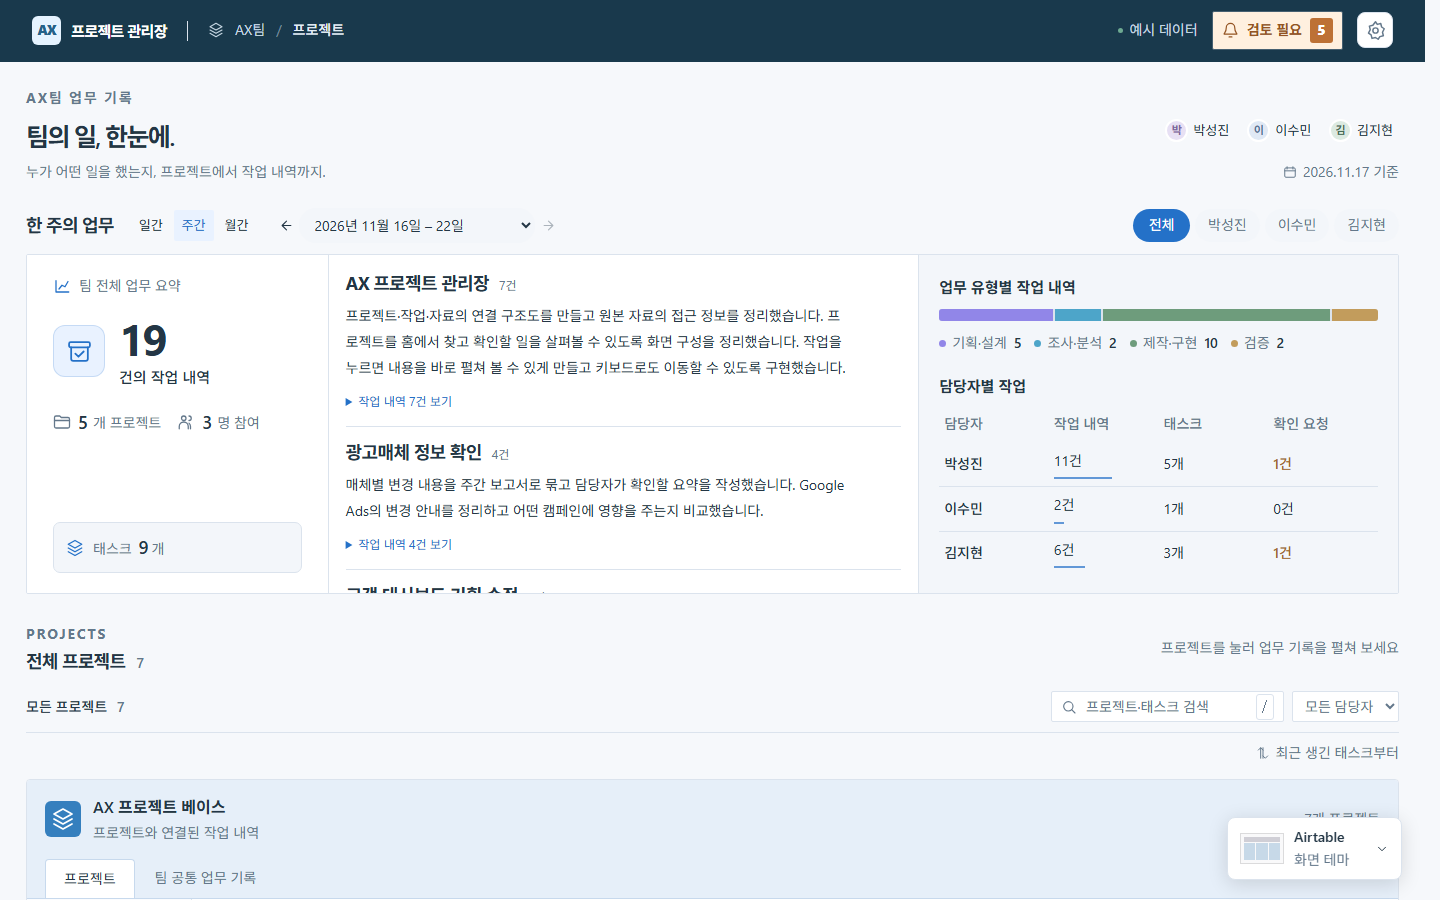 AX 프로젝트 관리장 AX팀 / 프로젝트 예시 데이터 검토 필요 5
AX팀 업무 기록
팀의 일, 한눈에.
박 박성진 이 이수민 김 김지현
누가 어떤 일을 했는지, 프로젝트에서 작업 내역까지.
2026.11.17 기준
한 주의 업무 일간 주간 월간 ← 2026년 11월 16일 – 22일 →
전체 박성진 이수민 김지현
팀 전체 업무 요약
19
건의 작업 내역
5 개 프로젝트 3 명 참여
태스크 9 개
AX 프로젝트 관리장 7건
프로젝트·작업·자료의 연결 구조도를 만들고 원본 자료의 접근 정보를 정리했습니다. 프
로젝트를 홈에서 찾고 확인할 일을 살펴볼 수 있도록 화면 구성을 정리했습니다. 작업을
누르면 내용을 바로 펼쳐 볼 수 있게 만들고 키보드로도 이동할 수 있도록 구현했습니다.
▶ 작업 내역 7건 보기
광고매체 정보 확인 4건
매체별 변경 내용을 주간 보고서로 묶고 담당자가 확인할 요약을 작성했습니다. Google
Ads의 변경 안내를 정리하고 어떤 캠페인에 영향을 주는지 비교했습니다.
▶ 작업 내역 4건 보기
업무 유형별 작업 내역
기획·설계 5 조사·분석 2 제작·구현 10 검증 2
담당자별 작업
담당자 작업 내역 태스크 확인 요청
박성진 11건 5개 1건
이수민 2건 1개 0건
김지현 6건 3개 1건
PROJECTS
전체 프로젝트 7
프로젝트를 눌러 업무 기록을 펼쳐 보세요
모든 프로젝트 7
프로젝트·태스크 검색 / 모든 담당자
최근 생긴 태스크부터
AX 프로젝트 베이스
프로젝트와 연결된 작업 내역
프로젝트 팀 공통 업무 기록
Airtable
화면 테마